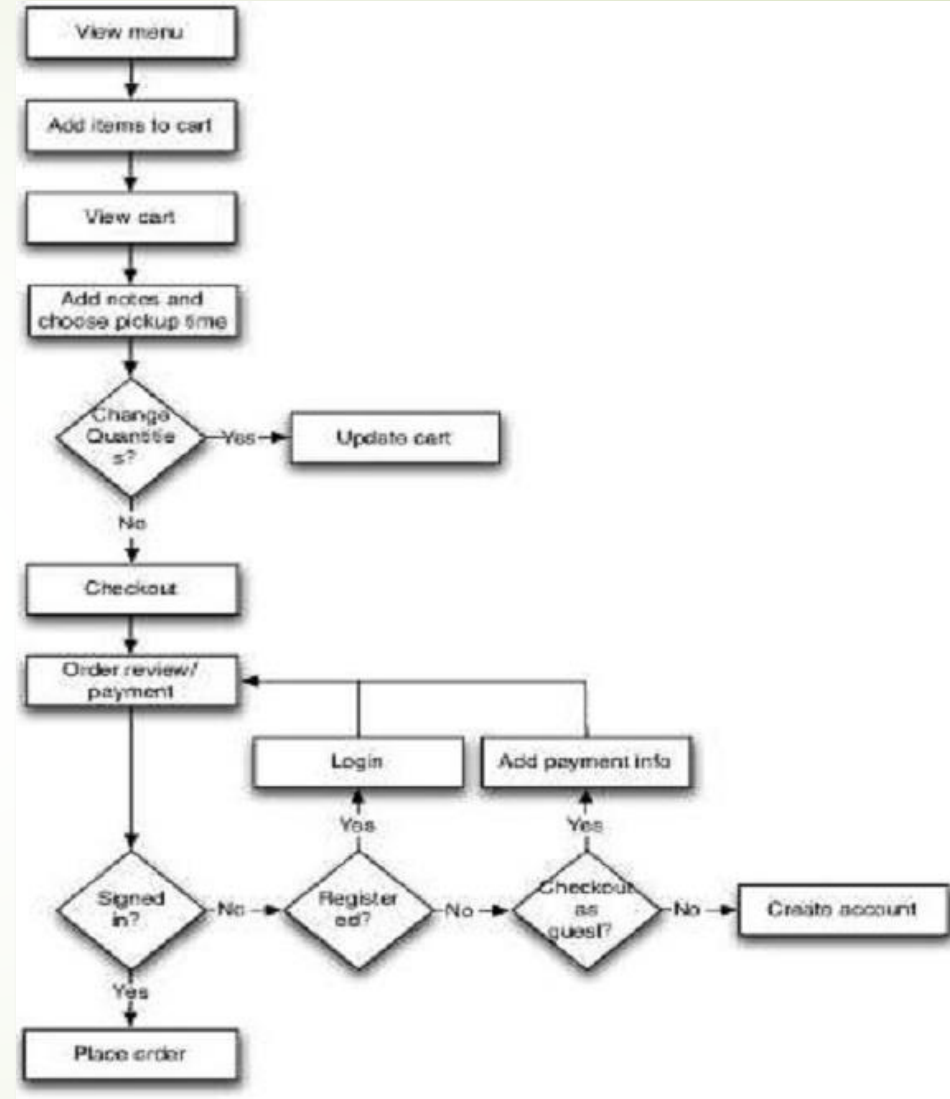 View menu
Add items to cart
View cart
Add notes and
choose pickup time
Change
Quantitie
s?
Yes
Update cart
No
Checkout
Order review/
payment
Login
Add payment info
Yes
Yes
Signed
in?
No
Register
ed?
No
Checkout
as
guest?
No
Create account
Yes
Place order